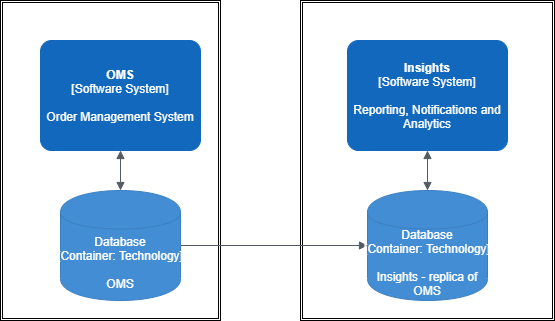 OMS
[Software System]
Order Management System
Insights
[Software System]
Reporting, Notifications and
Analytics
Database
[Container: Technology]
OMS
Database
[Container: Technology]
Insights - replica of
OMS